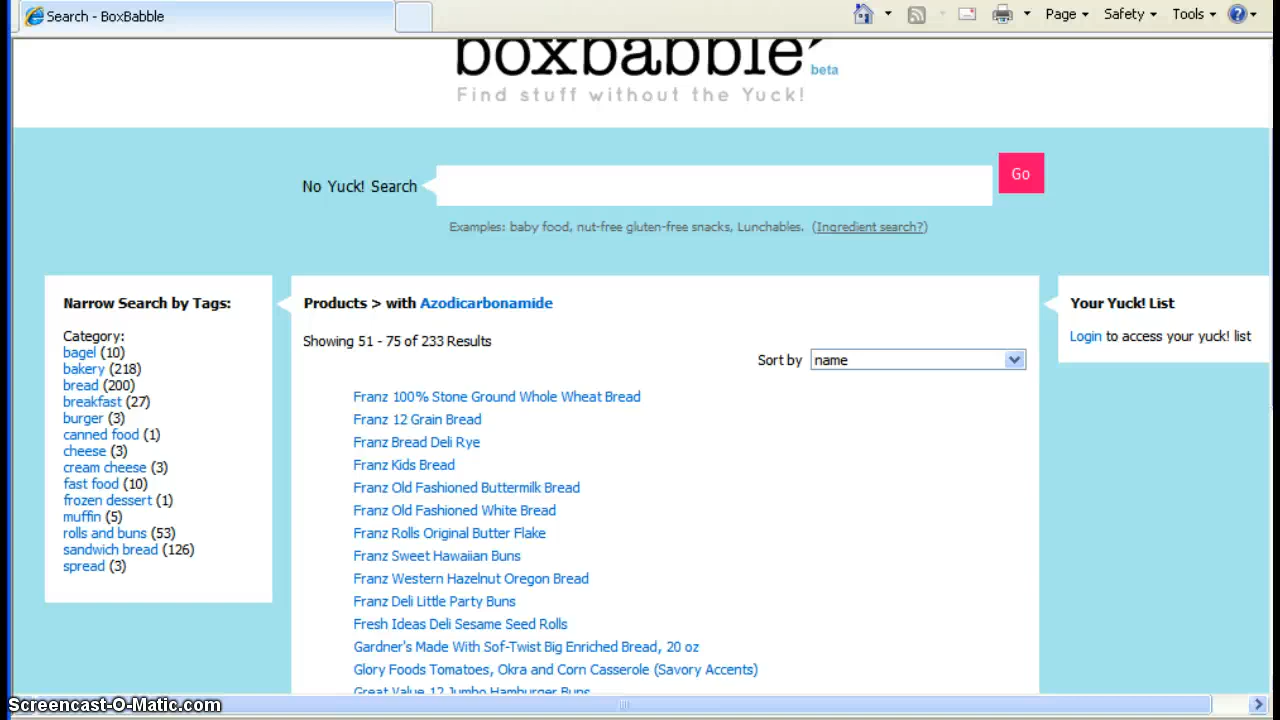 Search - BoxBabble
Page Safety Tools
boxbabble
beta
Find stuff without the Yuck!
No Yuck! Search
Go
Examples: baby food, nut-free gluten-free snacks, Lunchables. (Ingredient search?)
Narrow Search by Tags:
Category:
bagel (10)
bakery (218)
bread (200)
breakfast (27)
burger (3)
canned food (1)
cheese (3)
cream cheese (3)
fast food (10)
frozen dessert (1)
muffin (5)
rolls and buns (53)
sandwich bread (126)
spread (3)
Products > with Azodicarbonamide
Showing 51 - 75 of 233 Results
Sort by name
Franz 100% Stone Ground Whole Wheat Bread
Franz 12 Grain Bread
Franz Bread Deli Rye
Franz Kids Bread
Franz Old Fashioned Buttermilk Bread
Franz Old Fashioned White Bread
Franz Rolls Original Butter Flake
Franz Sweet Hawaiian Buns
Franz Western Hazelnut Oregon Bread
Franz Deli Little Party Buns
Fresh Ideas Deli Sesame Seed Rolls
Gardner's Made With Sof-Twist Big Enriched Bread, 20 oz
Glory Foods Tomatoes, Okra and Corn Casserole (Savory Accents)
Great Value 12 Jumbo Hamburger Buns
Your Yuck! List
Login to access your yuck! list
Screencast-O-Matic.com